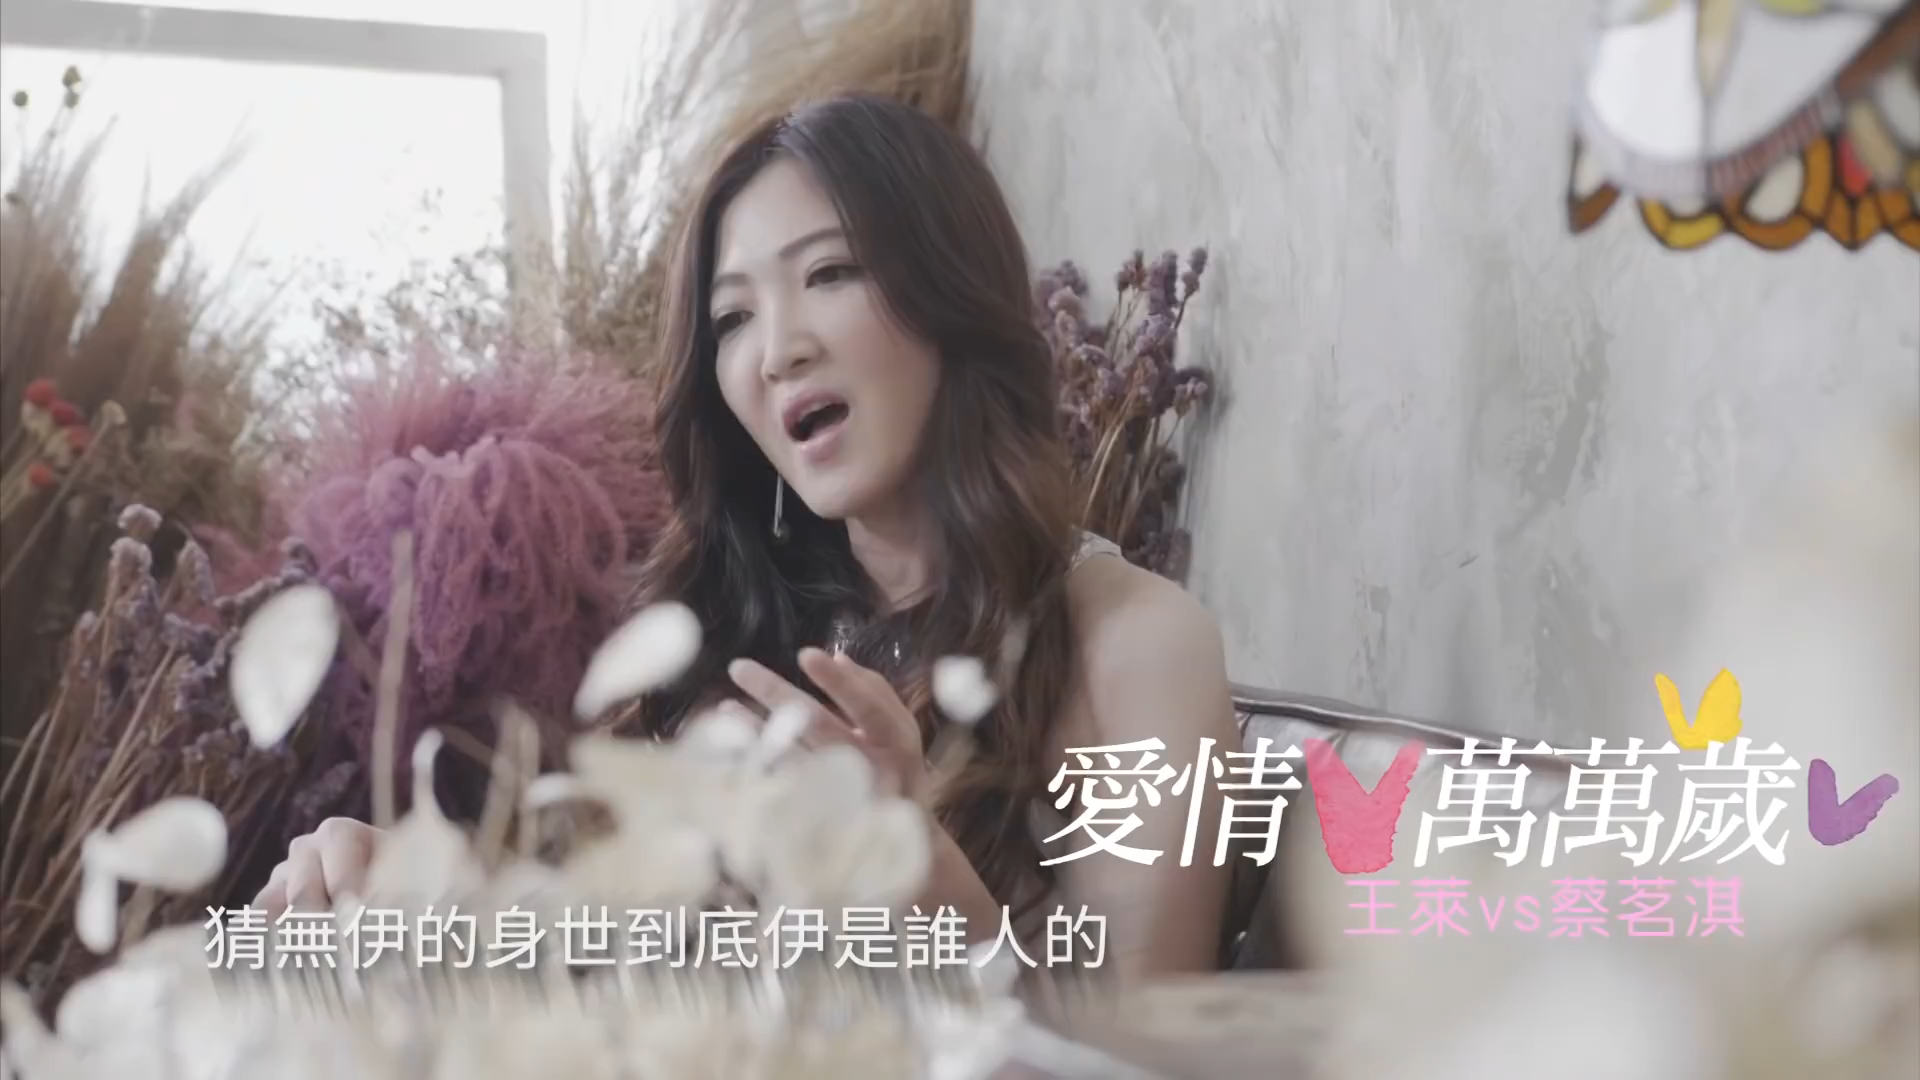 愛情萬萬歲
王萊vs蔡茗淇
猜無伊的身世到底伊是誰人的